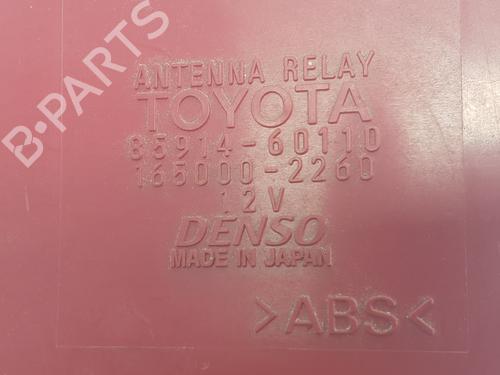 B-PARTS
ANTENNA RELAY
TOYOTA
85914-60110
165000-2260
12V
DENSO
MADE IN JAPAN
>ABS<